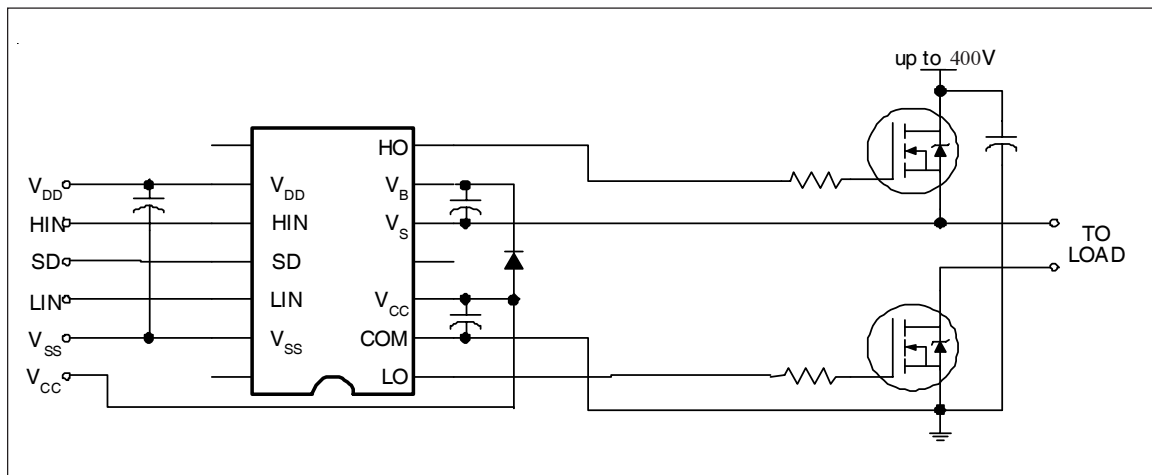 up to 400V
HO
V_DD
V_DD
V_B
HIN
HIN
V_S
TO
LOAD
SD
SD
LIN
LIN
V_CC
V_SS
V_SS
COM
V_CC
LO